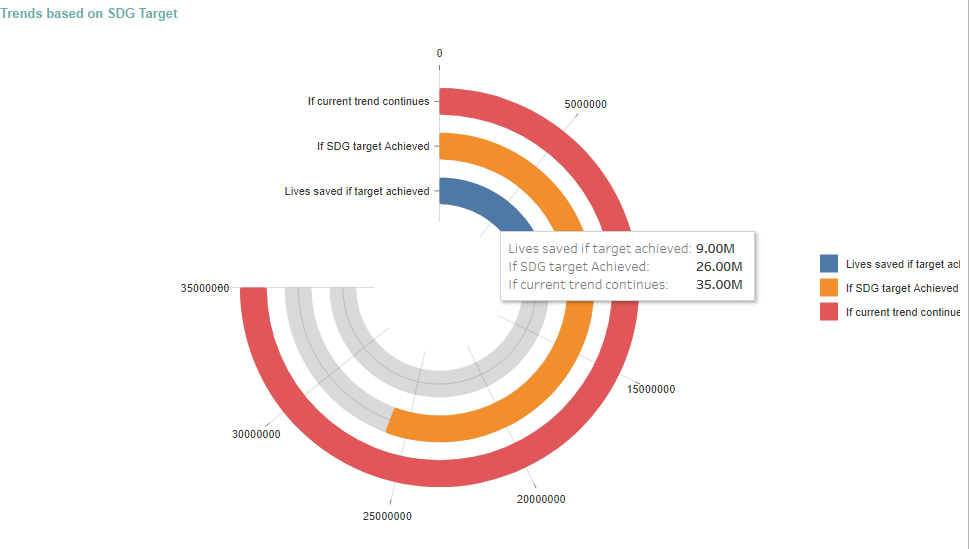 Trends based on SDG Target
0
If current trend continues
5000000
If SDG target Achieved
Lives saved if target achieved
Lives saved if target achieved: 9.00M
If SDG target Achieved: 26.00M
If current trend continues: 35.00M
Lives saved if target acl
If SDG target Achieved
If current trend continue
35000000
15000000
30000000
20000000
25000000